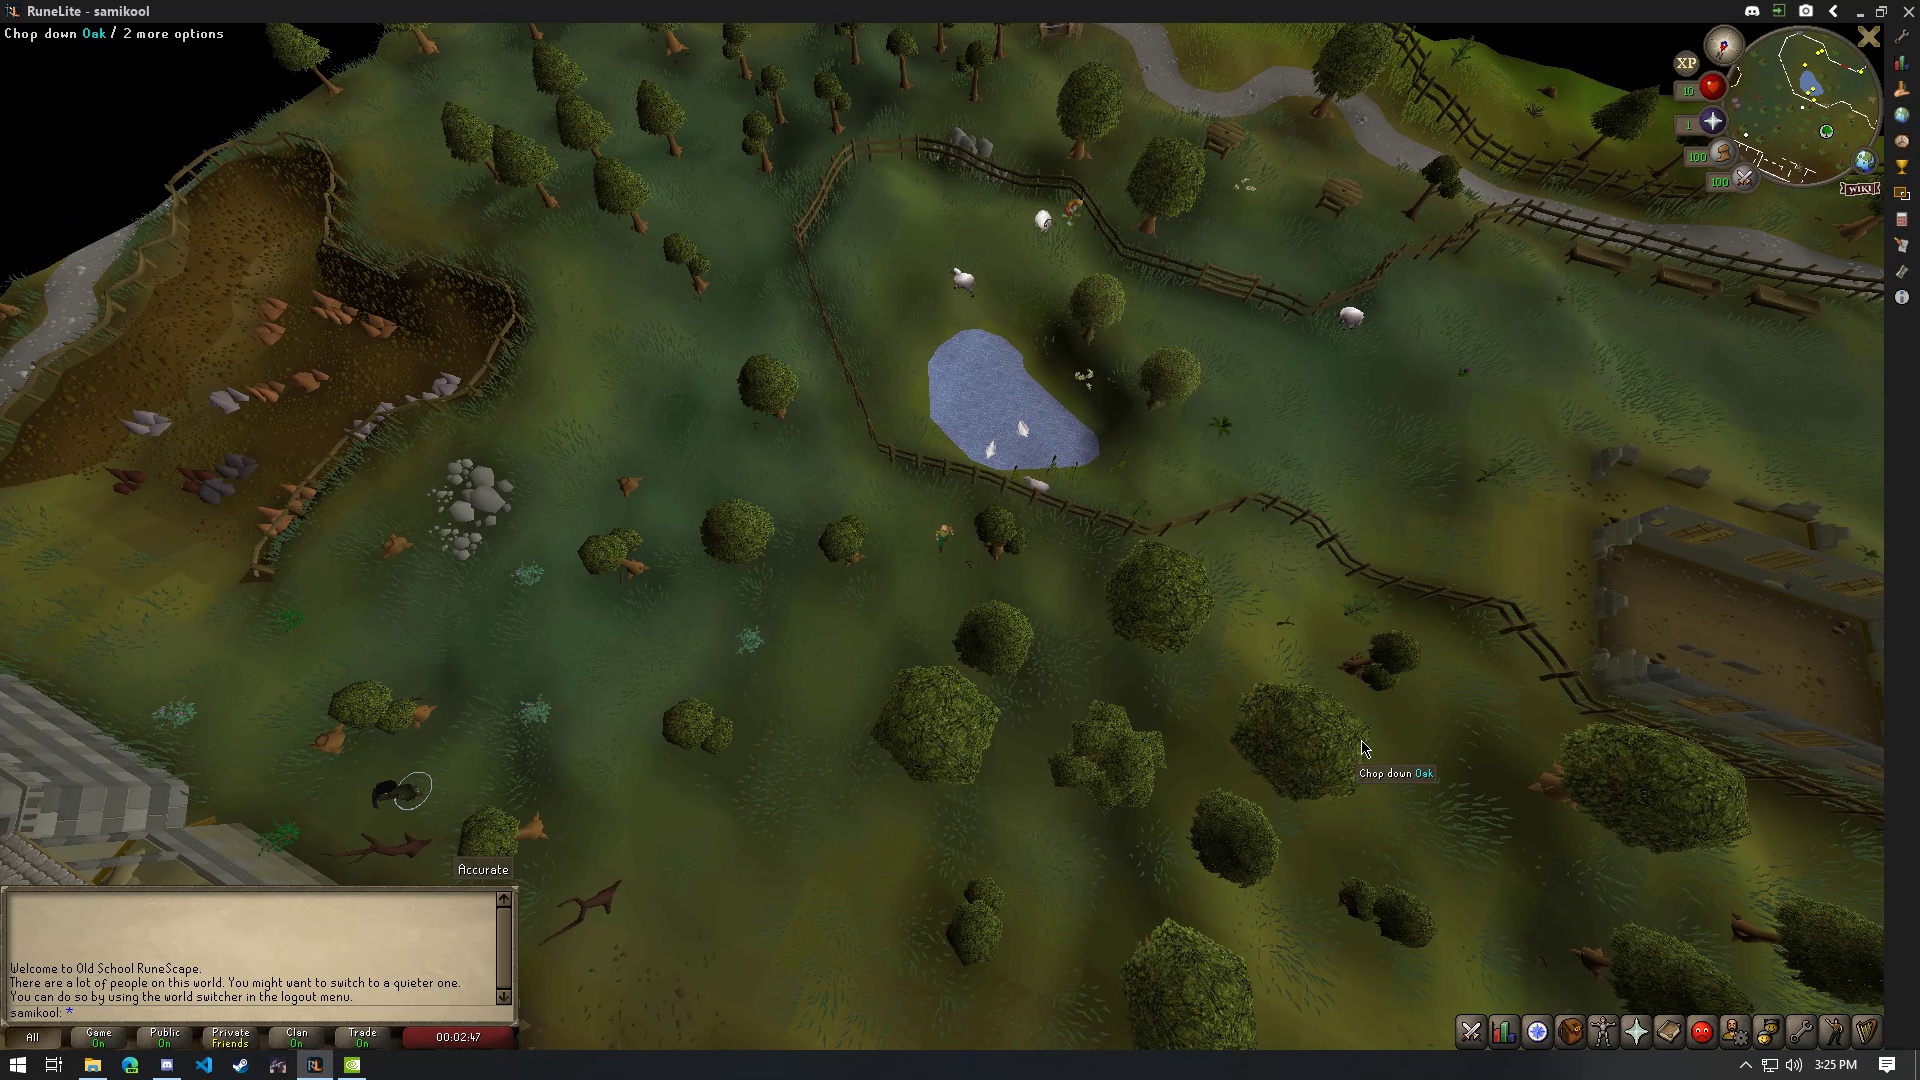 RuneLite - samikool
Chop down Oak / 2 more options
XP
10
1
100
100
WIKI
Chop down Oak
Accurate
Welcome to Old School RuneScape.
There are a lot of people on this world. You might want to switch to a quieter one.
You can do so by using the world switcher in the logout menu.
samikool: *
All
Game
On
Public
On
Private
Friends
Clan
On
Trade
On
00:02:47
3:25 PM